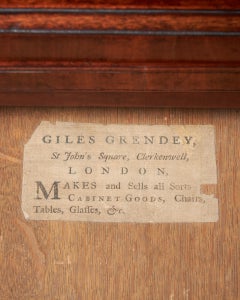 GILES GRENDEY,
St John's Square, Clerkenwell,
LONDON,
MAKES and Sells all Sorts
CABINET GOODS, Chairs,
Tables, Glasses, &c.